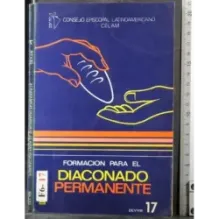 CONSEJO EPISCOPAL LATINOAMERICANO
CELAM
FORMACION PARA EL
DIACONADO
PERMANENTE
17